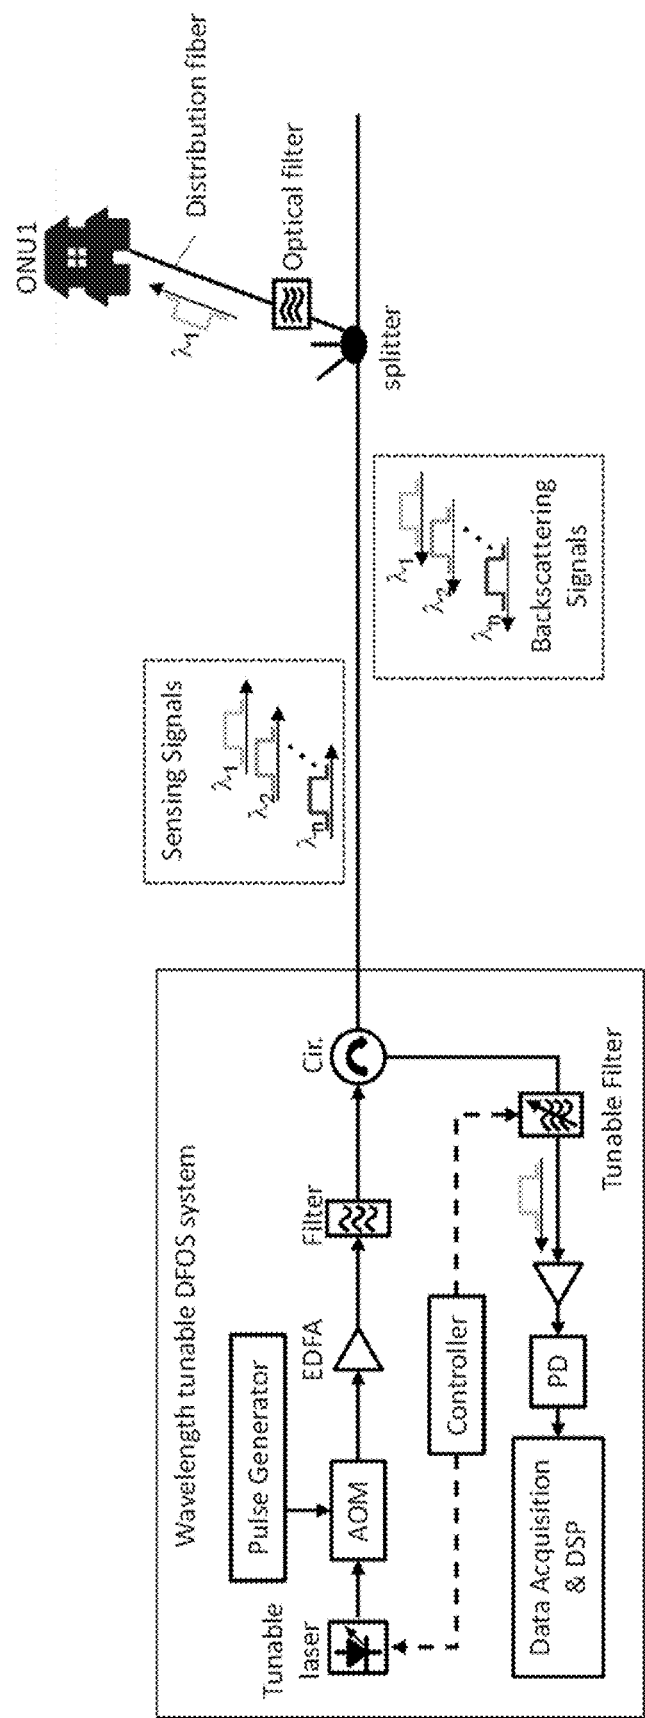 Wavelength tunable DFOS system
Pulse Generator
Tunable
laser
AOM
EDFA
Filter
Cir.
Controller
Data Acquisition
& DSP
PD
Tunable Filter
Sensing Signals
λ1
λ2
λn
λ1
λ2
λn
Backscattering
Signals
splitter
Optical filter
λ1
Distribution fiber
ONU1